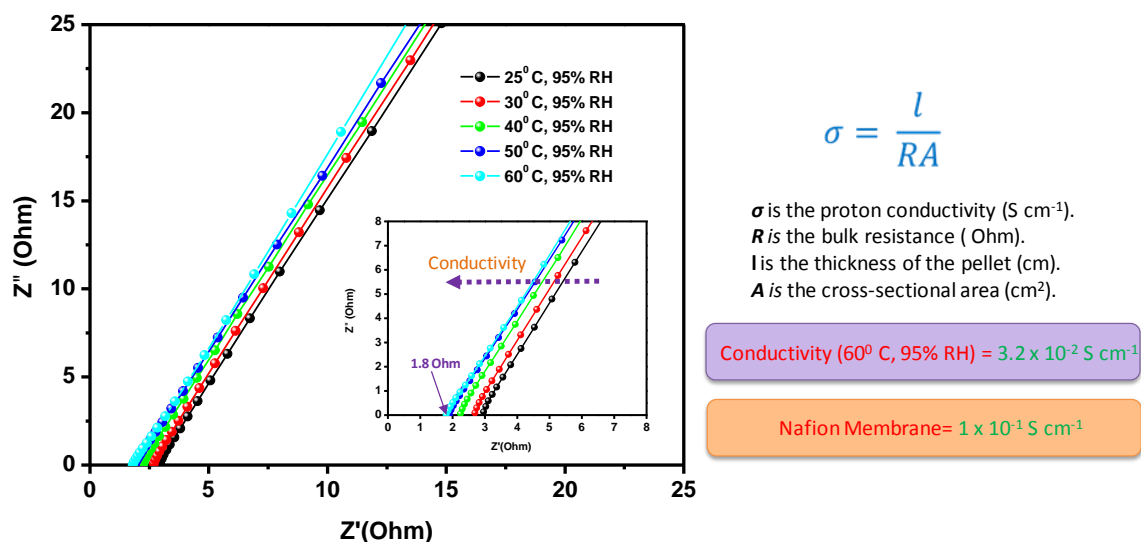 25
20
15
10
5
0
Z'' (Ohm)
0 5 10 15 20 25
Z'(Ohm)
25⁰ C, 95% RH
30⁰ C, 95% RH
40⁰ C, 95% RH
50⁰ C, 95% RH
60⁰ C, 95% RH
8
7
6
5
4
3
2
1
0
Z' (Ohm)
0 1 2 3 4 5 6 7 8
Z'(Ohm)
Conductivity
1.8 Ohm
σ = l / RA
σ is the proton conductivity (S cm⁻¹).
R is the bulk resistance ( Ohm).
l is the thickness of the pellet (cm).
A is the cross-sectional area (cm²).
Conductivity (60⁰ C, 95% RH) = 3.2 x 10⁻² S cm⁻¹
Nafion Membrane= 1 x 10⁻¹ S cm⁻¹